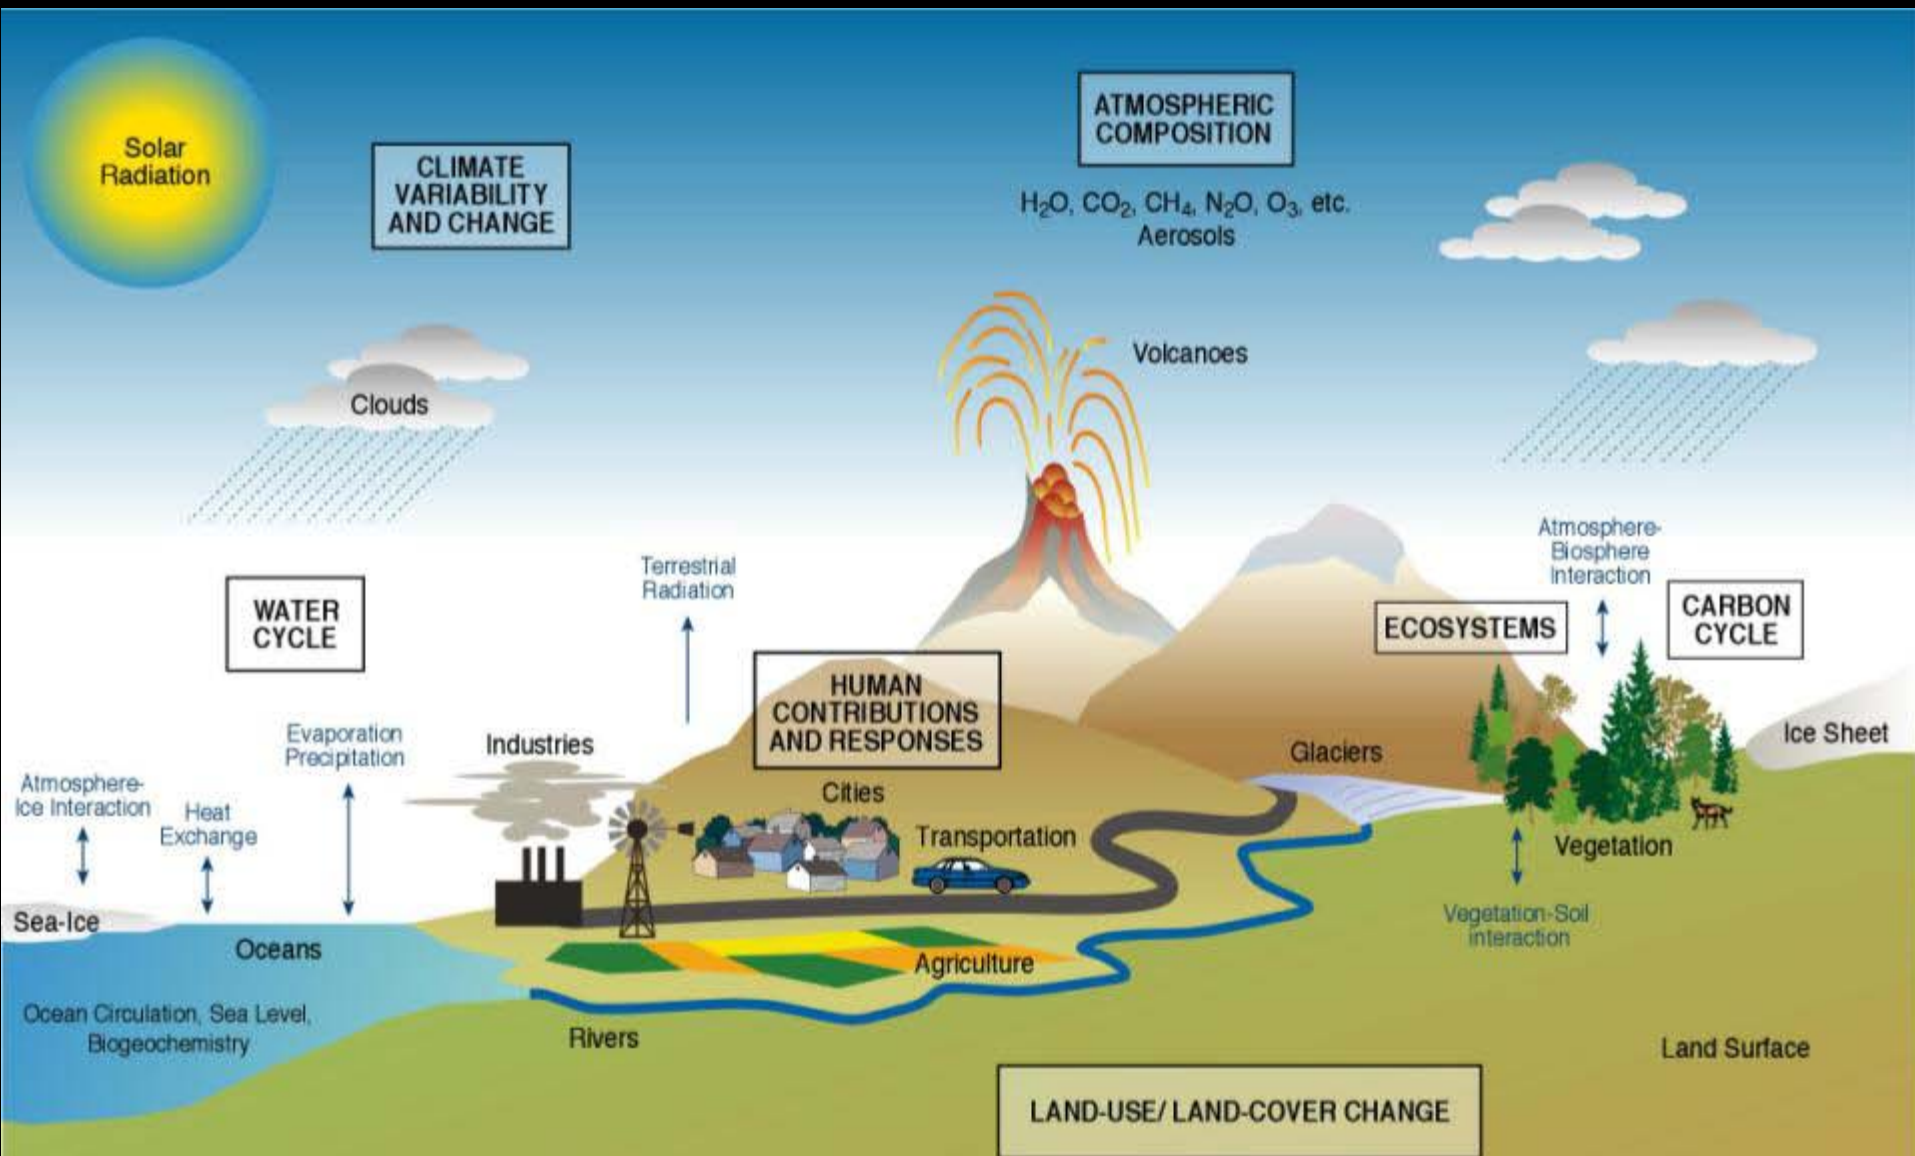 Solar
Radiation
CLIMATE
VARIABILITY
AND CHANGE
ATMOSPHERIC
COMPOSITION
H₂O, CO₂, CH₄, N₂O, O₃, etc.
Aerosols
Volcanoes
Clouds
Terrestrial
Radiation
Atmosphere-
Biosphere
Interaction
WATER
CYCLE
ECOSYSTEMS
CARBON
CYCLE
HUMAN
CONTRIBUTIONS
AND RESPONSES
Evaporation
Precipitation
Industries
Glaciers
Ice Sheet
Atmosphere-
Ice Interaction
Heat
Exchange
Cities
Transportation
Vegetation
Sea-Ice
Oceans
Vegetation-Soil
interaction
Agriculture
Ocean Circulation, Sea Level,
Biogeochemistry
Rivers
Land Surface
LAND-USE/ LAND-COVER CHANGE